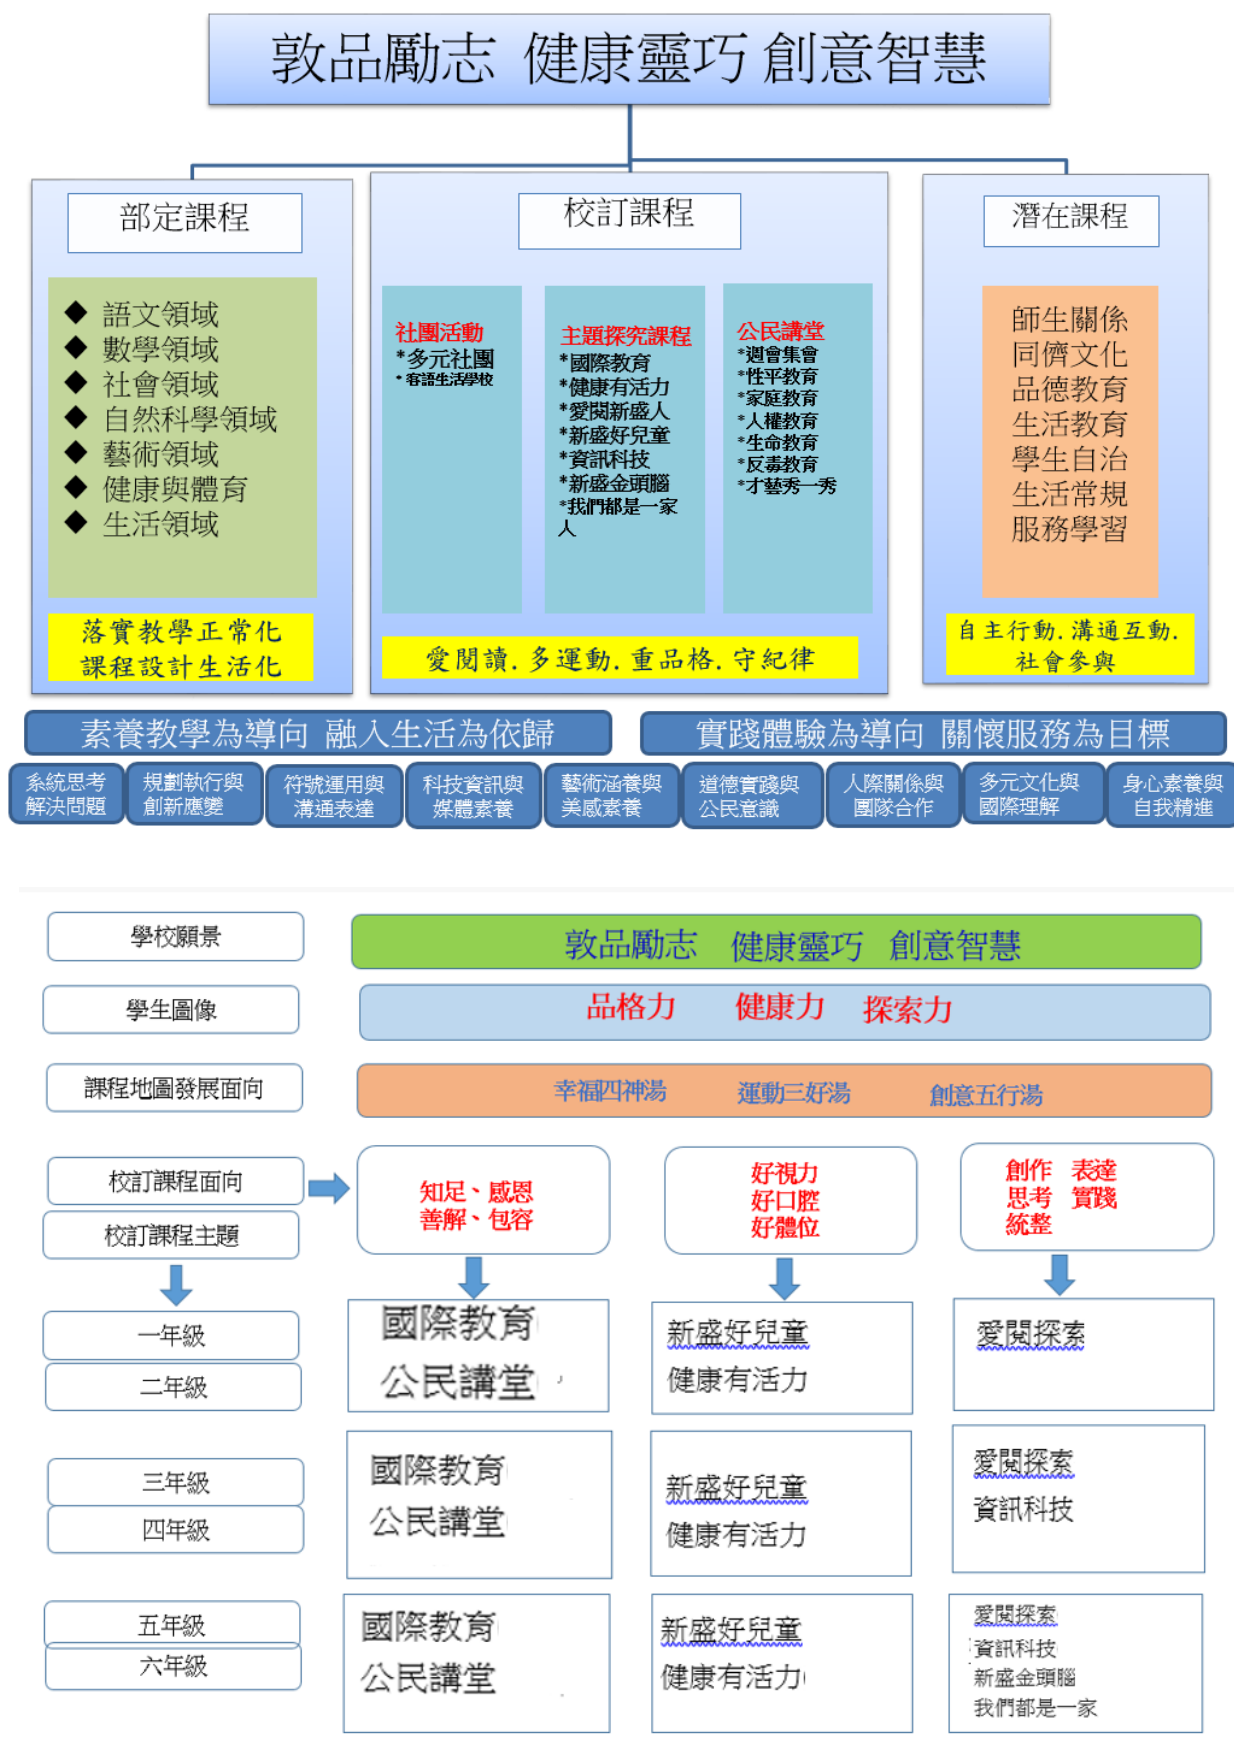 敦品勵志 健康靈巧 創意智慧
部定課程
◆ 語文領域
◆ 數學領域
◆ 社會領域
◆ 自然科學領域
◆ 藝術領域
◆ 健康與體育
◆ 生活領域
落實教學正常化
課程設計生活化
校訂課程
社團活動
*多元社團
*客語生活學校
主題探究課程
*國際教育
*健康有活力
*愛閱新盛人
*新盛好兒童
*資訊科技
*新盛金頭腦
*我們都是一家
人
公民講堂
*週會集會
*性平教育
*家庭教育
*人權教育
*生命教育
*反毒教育
*才藝秀一秀
愛閱讀.多運動.重品格.守紀律
潛在課程
師生關係
同儕文化
品德教育
生活教育
學生自治
生活常規
服務學習
自主行動.溝通互動.
社會參與
素養教學為導向 融入生活為依歸
實踐體驗為導向 關懷服務為目標
系統思考
解決問題
規劃執行與
創新應變
符號運用與
溝通表達
科技資訊與
媒體素養
藝術涵養與
美感素養
道德實踐與
公民意識
人際關係與
團隊合作
多元文化與
國際理解
身心素養與
自我精進
學校願景
敦品勵志 健康靈巧 創意智慧
學生圖像
品格力 健康力 探索力
課程地圖發展面向
幸福四神湯 運動三好湯 創意五行湯
校訂課程面向
校訂課程主題
知足、感恩
善解、包容
好視力
好口腔
好體位
創作 表達
思考 實踐
統整
一年級
二年級
國際教育
公民講堂
新盛好兒童
健康有活力
愛閱探索
三年級
四年級
國際教育
公民講堂
新盛好兒童
健康有活力
愛閱探索
資訊科技
五年級
六年級
國際教育
公民講堂
新盛好兒童
健康有活力
愛閱探索
資訊科技
新盛金頭腦
我們都是一家